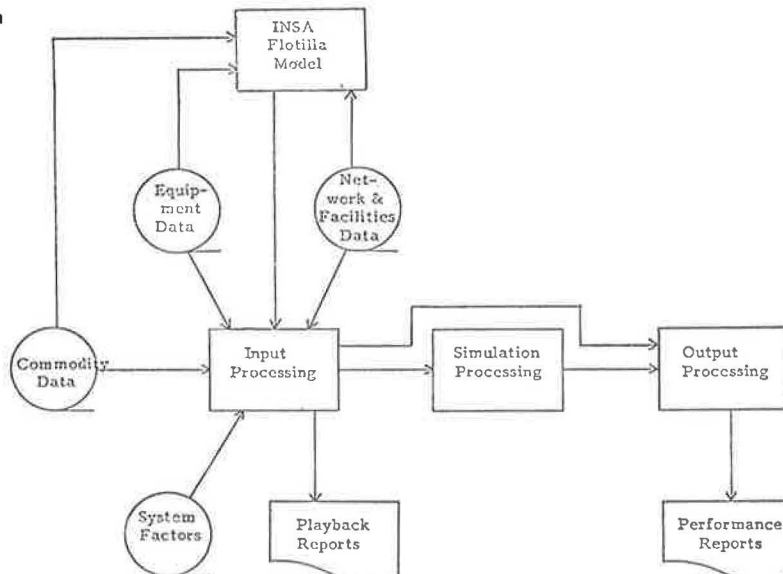 INSA
Flotilla
Model
Equip-
ment
Data
Net-
work &
Facilities
Data
Commodity
Data
Input
Processing
Simulation
Processing
Output
Processing
System
Factors
Playback
Reports
Performance
Reports